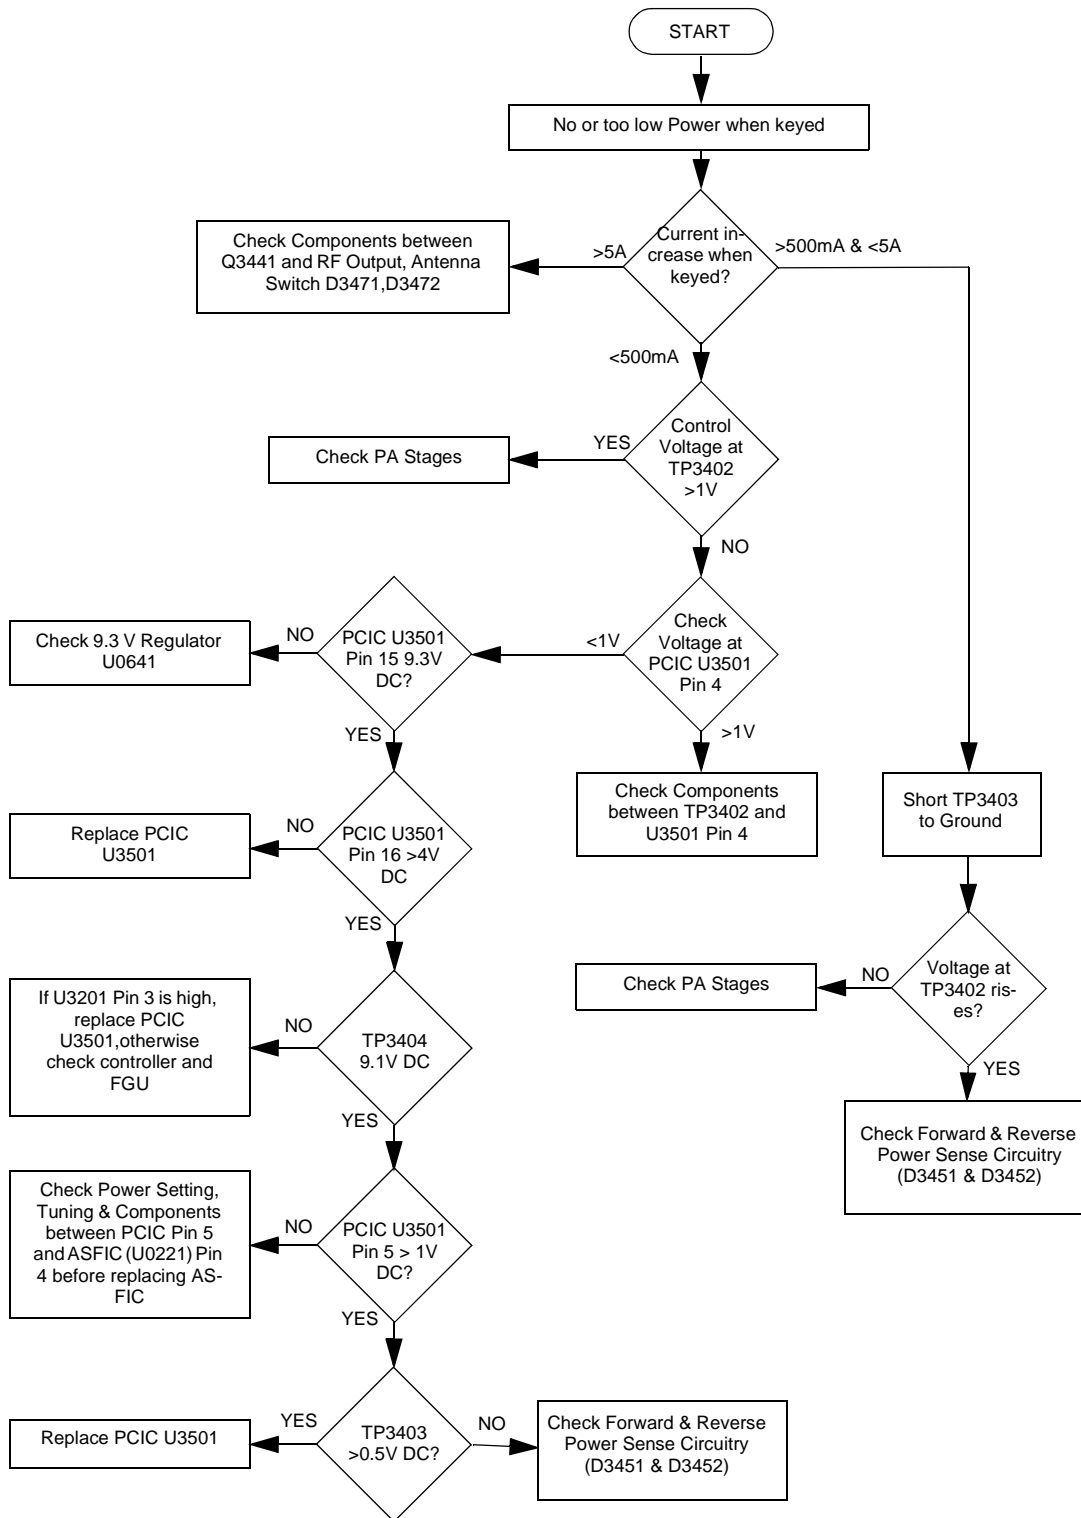 START
No or too low Power when keyed
Current in-
crease when
keyed?
>5A
>500mA & <5A
Check Components between
Q3441 and RF Output, Antenna
Switch D3471,D3472
<500mA
Control
Voltage at
TP3402
>1V
YES
Check PA Stages
NO
Check
Voltage at
PCIC U3501
Pin 4
<1V
PCIC U3501
Pin 15 9.3V
DC?
NO
Check 9.3 V Regulator
U0641
>1V
YES
Check Components
between TP3402 and
U3501 Pin 4
Short TP3403
to Ground
PCIC U3501
Pin 16 >4V
DC
NO
Replace PCIC
U3501
YES
Voltage at
TP3402 ris-
es?
NO
Check PA Stages
YES
Check Forward & Reverse
Power Sense Circuitry
(D3451 & D3452)
TP3404
9.1V DC
NO
If U3201 Pin 3 is high,
replace PCIC
U3501,otherwise
check controller and
FGU
YES
PCIC U3501
Pin 5 > 1V
DC?
NO
Check Power Setting,
Tuning & Components
between PCIC Pin 5
and ASFIC (U0221) Pin
4 before replacing AS-
FIC
YES
TP3403
>0.5V DC?
YES
Replace PCIC U3501
NO
Check Forward & Reverse
Power Sense Circuitry
(D3451 & D3452)